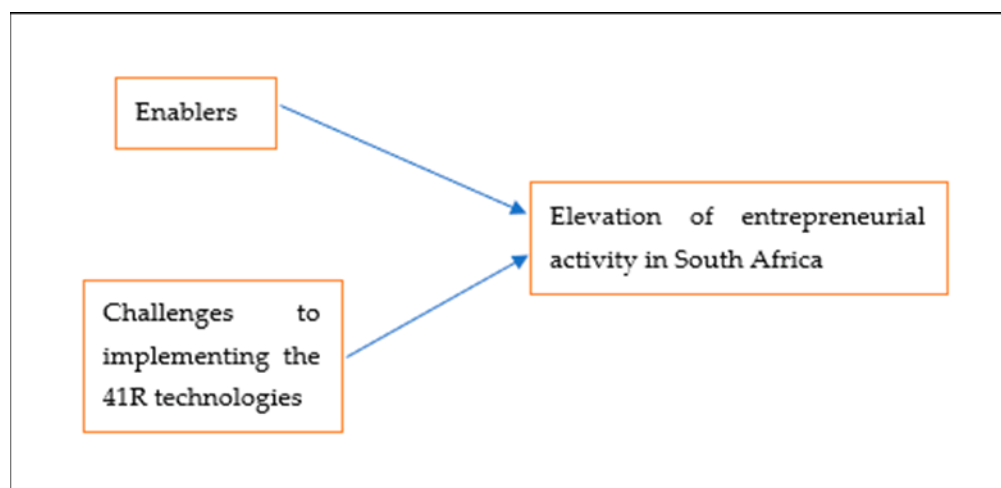 Enablers
Elevation of entrepreneurial
activity in South Africa
Challenges to
implementing the
41R technologies